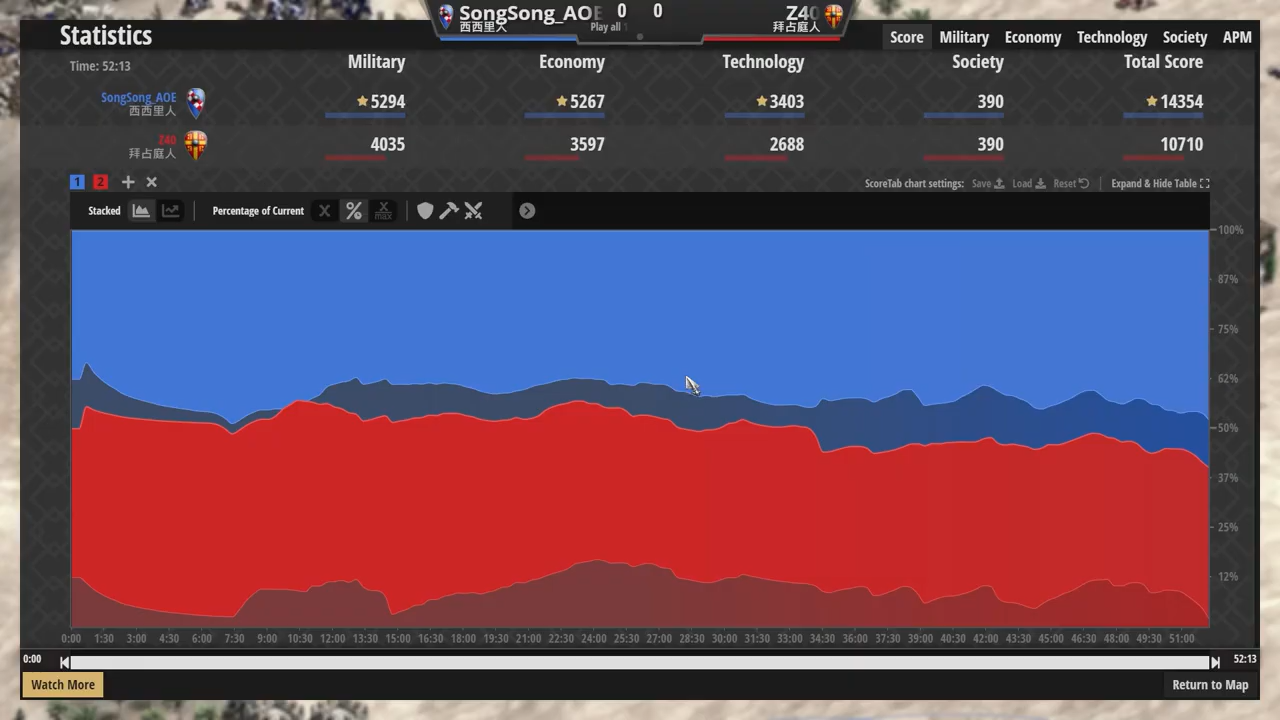 SongSong_AOE 0 0 Z40
西西里人 Play all 1 拜占庭人
Statistics
Score Military Economy Technology Society APM
Time: 52:13
Military Economy Technology Society Total Score
SongSong_AOE
西西里人
5294 5267 3403 390 14354
Z40
拜占庭人
4035 3597 2688 390 10710
1 2
ScoreTab chart settings: Save Load Reset Expand & Hide Table
Stacked Percentage of Current X % X max
100%
87%
75%
62%
50%
37%
25%
12%
0:00 1:30 3:00 4:30 6:00 7:30 9:00 10:30 12:00 13:30 15:00 16:30 18:00 19:30 21:00 22:30 24:00 25:30 27:00 28:30 30:00 31:30 33:00 34:30 36:00 37:30 39:00 40:30 42:00 43:30 45:00 46:30 48:00 49:30 51:00
0:00 52:13
Watch More Return to Map